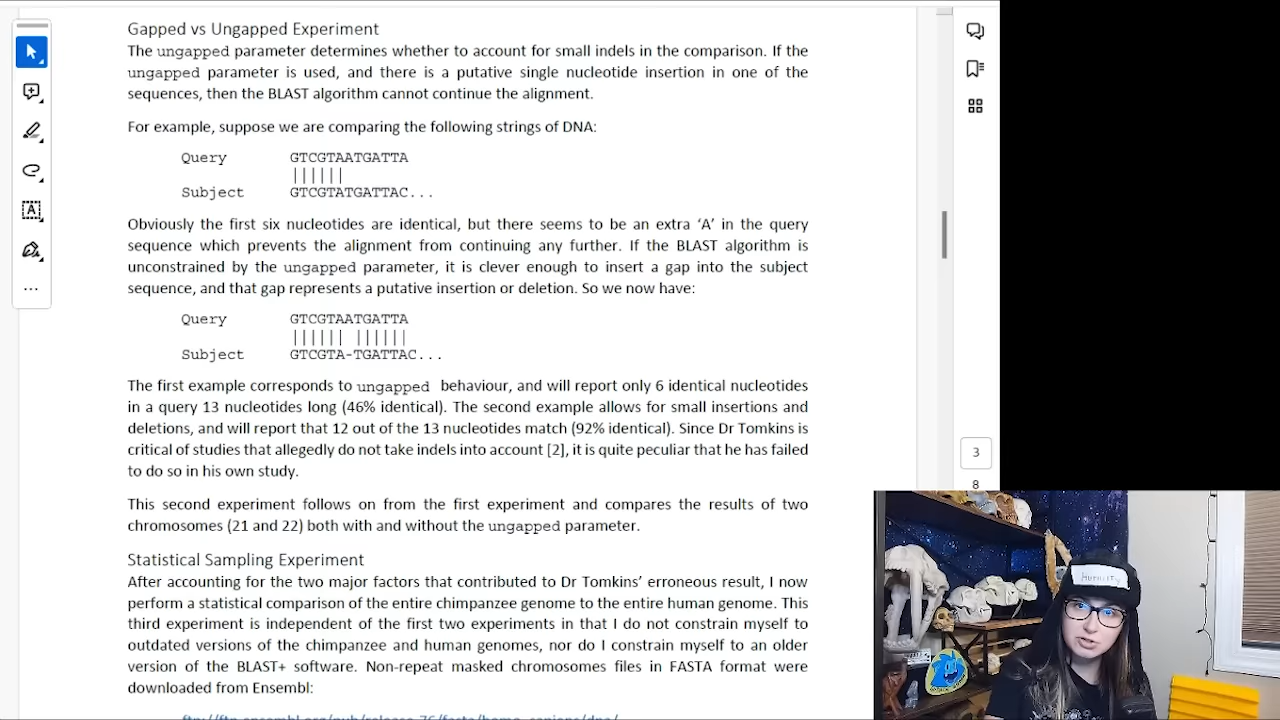 Gapped vs Ungapped Experiment
The ungapped parameter determines whether to account for small indels in the comparison. If the
ungapped parameter is used, and there is a putative single nucleotide insertion in one of the
sequences, then the BLAST algorithm cannot continue the alignment.
For example, suppose we are comparing the following strings of DNA:
Query GTCGTAATGATTA
||||||
Subject GTCGTATGATTAC...
Obviously the first six nucleotides are identical, but there seems to be an extra ‘A’ in the query
sequence which prevents the alignment from continuing any further. If the BLAST algorithm is
unconstrained by the ungapped parameter, it is clever enough to insert a gap into the subject
sequence, and that gap represents a putative insertion or deletion. So we now have:
Query GTCGTAATGATTA
|||||| ||||||
Subject GTCGTA-TGATTAC...
The first example corresponds to ungapped behaviour, and will report only 6 identical nucleotides
in a query 13 nucleotides long (46% identical). The second example allows for small insertions and
deletions, and will report that 12 out of the 13 nucleotides match (92% identical). Since Dr Tomkins is
critical of studies that allegedly do not take indels into account [2], it is quite peculiar that he has failed
to do so in his own study.
This second experiment follows on from the first experiment and compares the results of two
chromosomes (21 and 22) both with and without the ungapped parameter.
Statistical Sampling Experiment
After accounting for the two major factors that contributed to Dr Tomkins’ erroneous result, I now
perform a statistical comparison of the entire chimpanzee genome to the entire human genome. This
third experiment is independent of the first two experiments in that I do not constrain myself to
outdated versions of the chimpanzee and human genomes, nor do I constrain myself to an older
version of the BLAST+ software. Non-repeat masked chromosomes files in FASTA format were
downloaded from Ensembl:
ftp://ftp.ensembl.org/pub/release-76/fasta/homo_sapiens/dna/
3
8